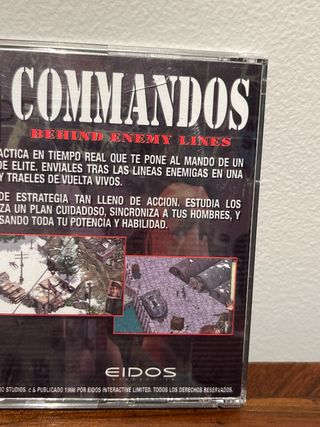 COMMANDOS
BEHIND ENEMY LINES
ACTICA EN TIEMPO REAL QUE TE PONE AL MANDO DE UN
DE ELITE. ENVIALES TRAS LAS LINEAS ENEMIGAS EN UNA
Y TRAELES DE VUELTA VIVOS.
DE ESTRATEGIA TAN LLENO DE ACCION. ESTUDIA LOS
ZA UN PLAN CUIDADOSO, SINCRONIZA A TUS HOMBRES, Y
SANDO TODA TU POTENCIA Y HABILIDAD.
EIDOS
STUDIOS. c & PUBLICADO 1998 POR EIDOS INTERACTIVE LIMITED. TODOS LOS DERECHOS RESERVADOS.